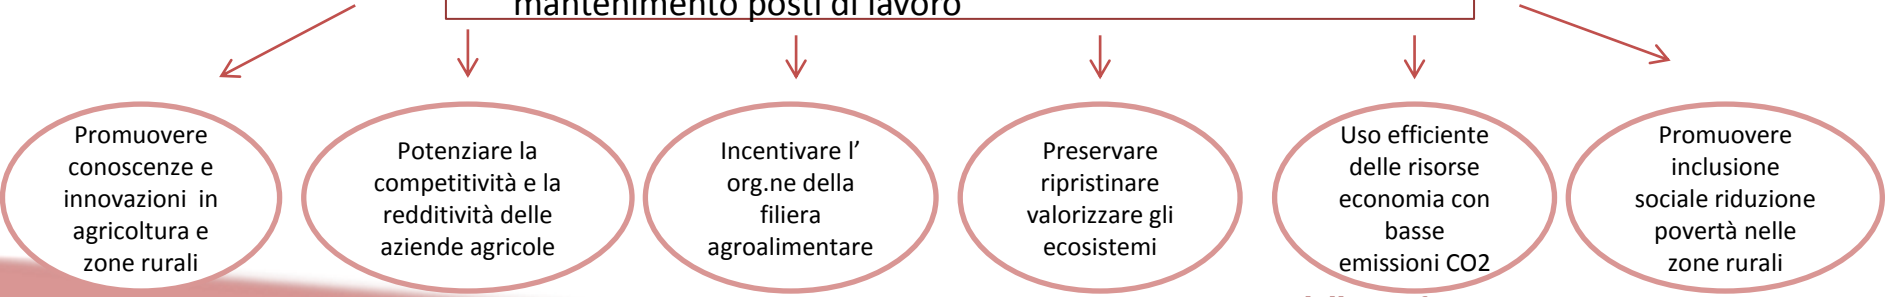 mantenimento posti di lavoro
Promuovere
conoscenze e
innovazioni in
agricoltura e
zone rurali
Potenziare la
competitività e la
redditività delle
aziende agricole
Incentivare l’
org.ne della
filiera
agroalimentare
Preservare
ripristinare
valorizzare gli
ecosistemi
Uso efficiente
delle risorse
economia con
basse
emissioni CO2
Promuovere
inclusione
sociale riduzione
povertà nelle
zone rurali